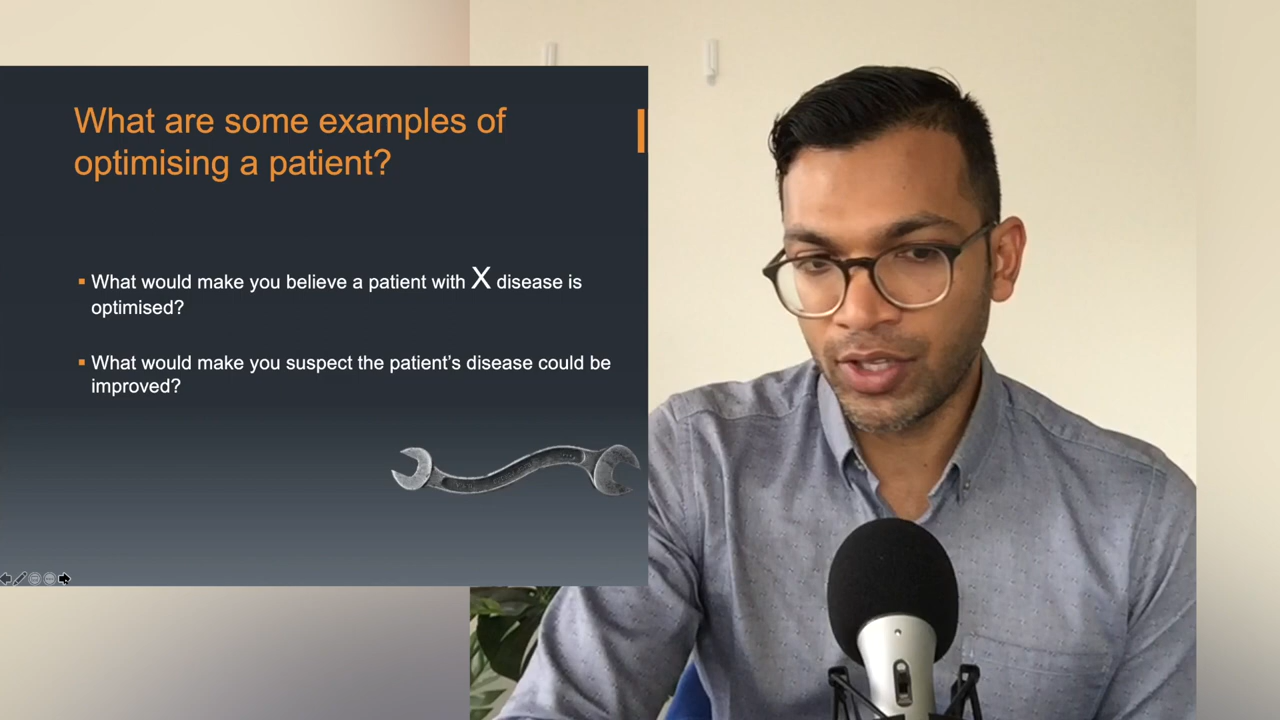 What are some examples of
optimising a patient?
What would make you believe a patient with X disease is
optimised?
What would make you suspect the patient’s disease could be
improved?